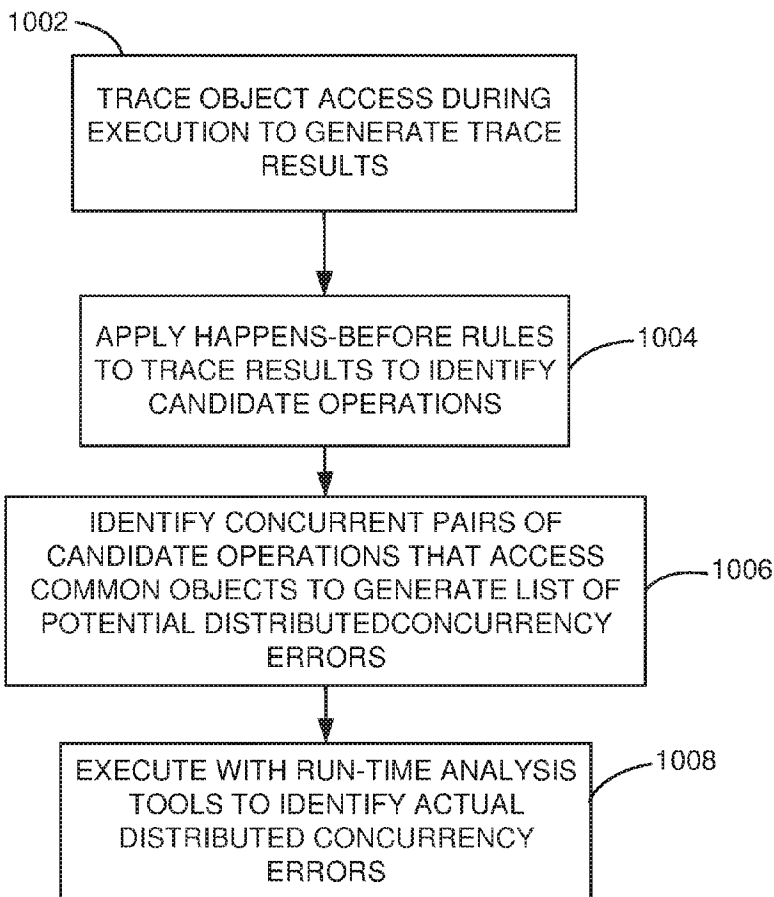 1002
TRACE OBJECT ACCESS DURING
EXECUTION TO GENERATE TRACE
RESULTS
APPLY HAPPENS-BEFORE RULES
TO TRACE RESULTS TO IDENTIFY
CANDIDATE OPERATIONS
1004
IDENTIFY CONCURRENT PAIRS OF
CANDIDATE OPERATIONS THAT ACCESS
COMMON OBJECTS TO GENERATE LIST OF
POTENTIAL DISTRIBUTEDCONCURRENCY
ERRORS
1006
EXECUTE WITH RUN-TIME ANALYSIS
TOOLS TO IDENTIFY ACTUAL
DISTRIBUTED CONCURRENCY
ERRORS
1008